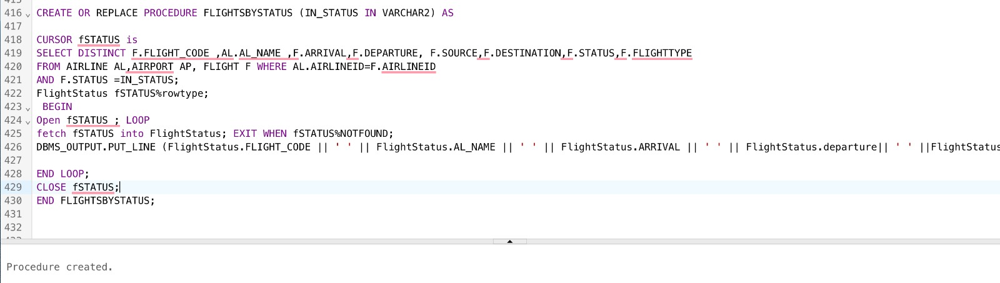 415
416 CREATE OR REPLACE PROCEDURE FLIGHTSBYSTATUS (IN_STATUS IN VARCHAR2) AS
417
418 CURSOR fSTATUS is
419 SELECT DISTINCT F.FLIGHT_CODE ,AL.AL_NAME ,F.ARRIVAL,F.DEPARTURE, F.SOURCE,F.DESTINATION,F.STATUS,F.FLIGHTTYPE
420 FROM AIRLINE AL,AIRPORT AP, FLIGHT F WHERE AL.AIRLINEID=F.AIRLINEID
421 AND F.STATUS =IN_STATUS;
422 FlightStatus fSTATUS%rowtype;
423 BEGIN
424 Open fSTATUS ; LOOP
425 fetch fSTATUS into FlightStatus; EXIT WHEN fSTATUS%NOTFOUND;
426 DBMS_OUTPUT.PUT_LINE (FlightStatus.FLIGHT_CODE || ' ' || FlightStatus.AL_NAME || ' ' || FlightStatus.ARRIVAL || ' ' || FlightStatus.departure|| ' ' ||FlightStatus
427
428 END LOOP;
429 CLOSE fSTATUS;
430 END FLIGHTSBYSTATUS;
431
432
Procedure created.